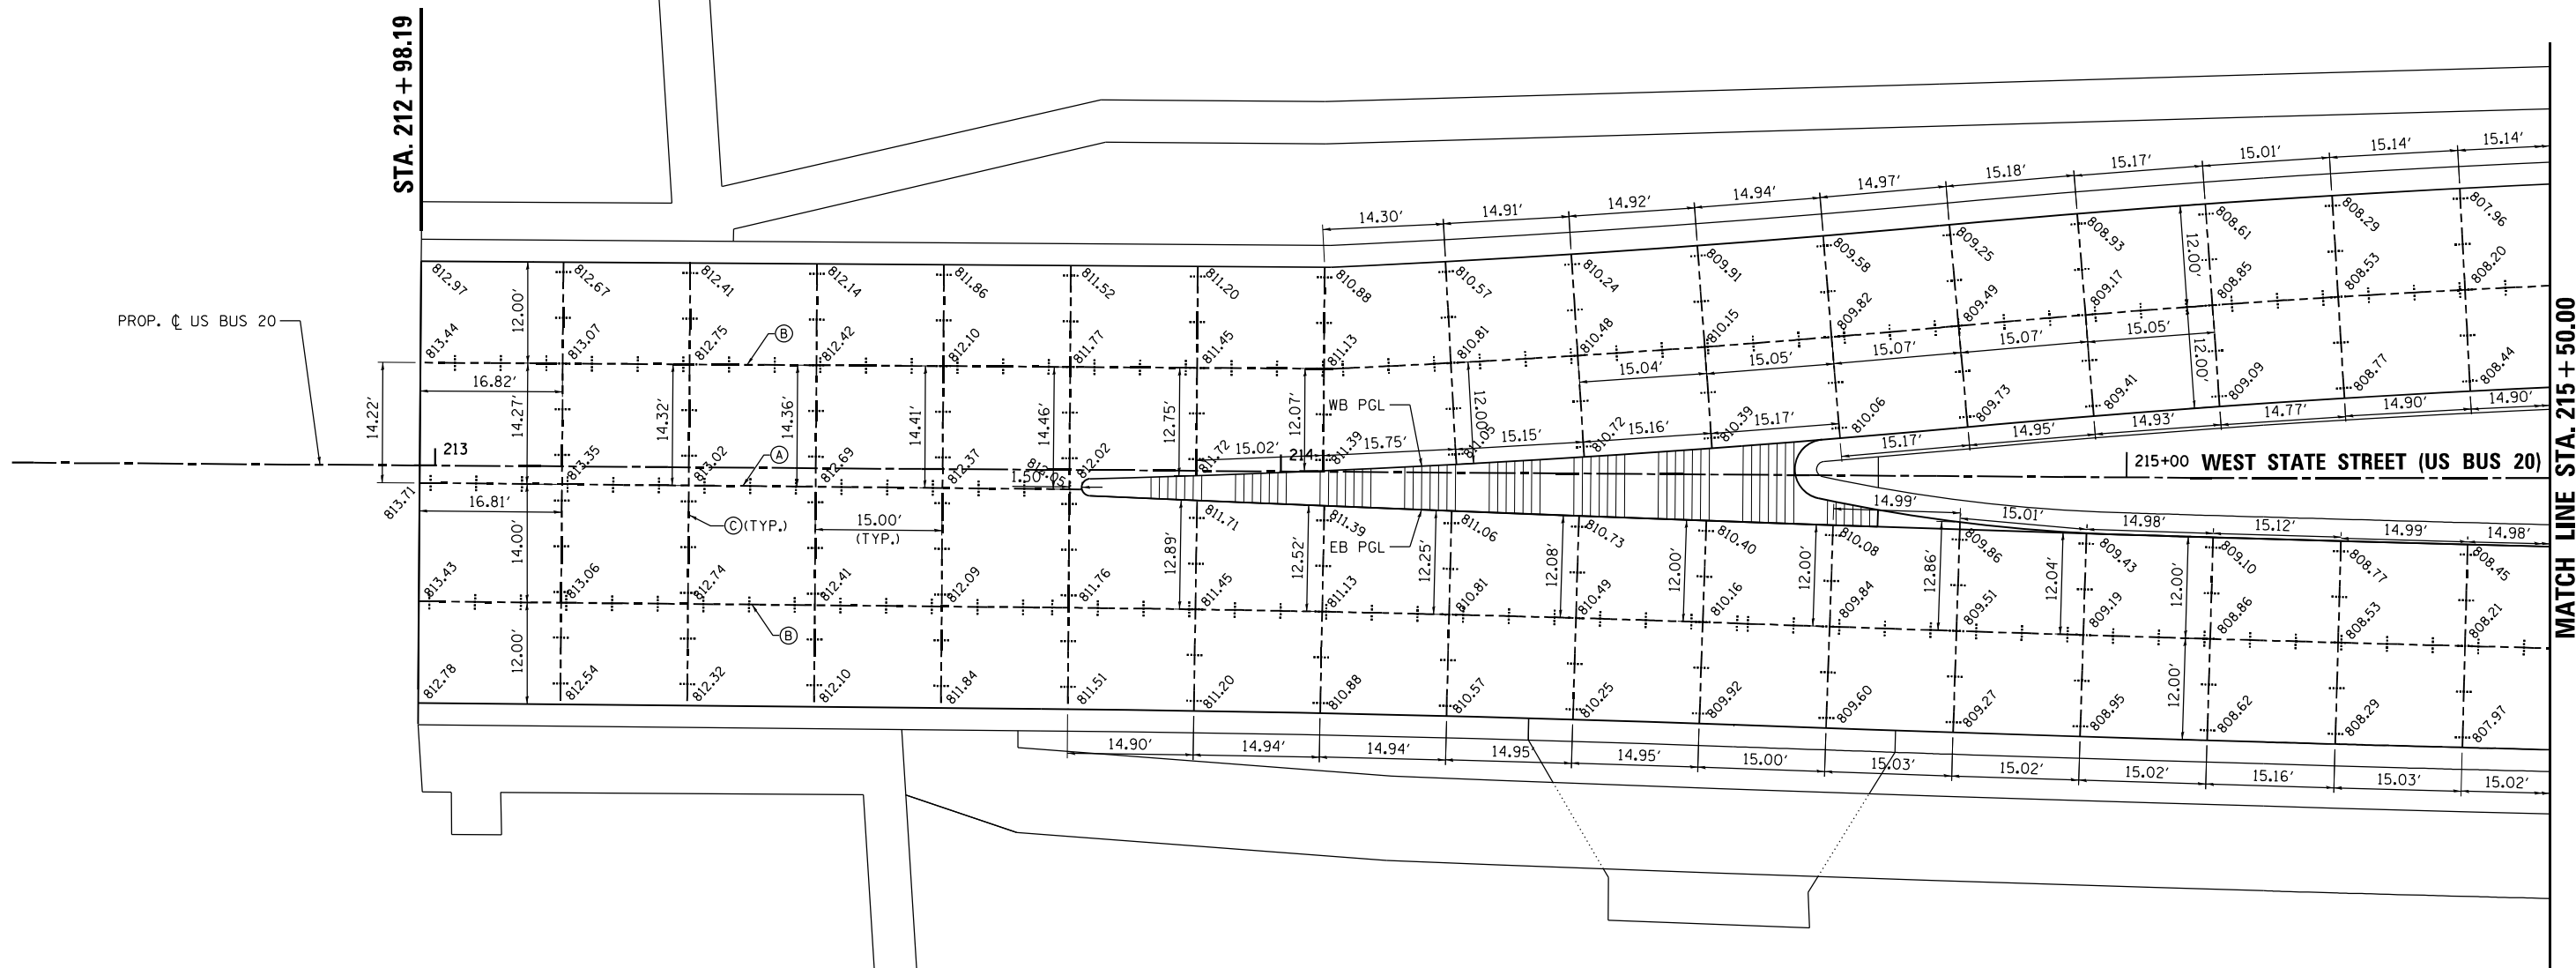 STA. 212 + 98.19
PROP. ℄ US BUS 20
14.30′ 14.91′ 14.92′ 14.94′ 14.97′ 15.18′ 15.17′ 15.01′ 15.14′ 15.14′
812.97 812.67 812.41 812.14 811.86 811.52 811.20 810.88 810.57 810.24 809.91 809.58 809.25 808.93 808.61 808.29 807.96
12.00′ 12.00′
813.44 813.07 812.75 812.42 812.10 811.77 811.45 811.13 810.81 810.48 810.15 809.82 809.49 809.17 808.85 808.53 808.20
B
16.82′ 15.04′ 15.05′ 15.07′ 15.07′ 15.05′
14.22′ 14.27′ 14.32′ 14.36′ 14.41′ 14.46′ 12.75′ 12.07′ 12.00′ 12.00′
WB PGL
213 214 215+00 WEST STATE STREET (US BUS 20)
15.02′ 15.75′ 15.15′ 15.16′ 15.17′ 15.17′ 14.95′ 14.93′ 14.77′ 14.90′ 14.90′
813.71 813.35 813.02 812.69 812.37 812.05 812.02 811.72 811.39 811.05 810.72 810.39 810.06 809.73 809.41 809.09 808.77 808.44
A
1.50′
16.81′
C (TYP.)
15.00′
(TYP.)
14.99′ 15.01′ 14.98′ 15.12′ 14.99′ 14.98′
811.71 811.39 811.06 810.73 810.40 810.08 809.86 809.43 809.10 808.77 808.45
EB PGL
14.00′ 12.89′ 12.52′ 12.25′ 12.08′ 12.00′ 12.00′ 12.86′ 12.04′ 12.00′
813.43 813.06 812.74 812.41 812.09 811.76 811.45 811.13 810.81 810.49 810.16 809.84 809.51 809.19 808.86 808.53 808.21
B
12.00′ 12.00′
812.78 812.54 812.32 812.10 811.84 811.51 811.20 810.88 810.57 810.25 809.92 809.60 809.27 808.95 808.62 808.29 807.97
14.90′ 14.94′ 14.94′ 14.95′ 14.95′ 15.00′ 15.03′ 15.02′ 15.02′ 15.16′ 15.03′ 15.02′
MATCH LINE STA. 215 + 50.00